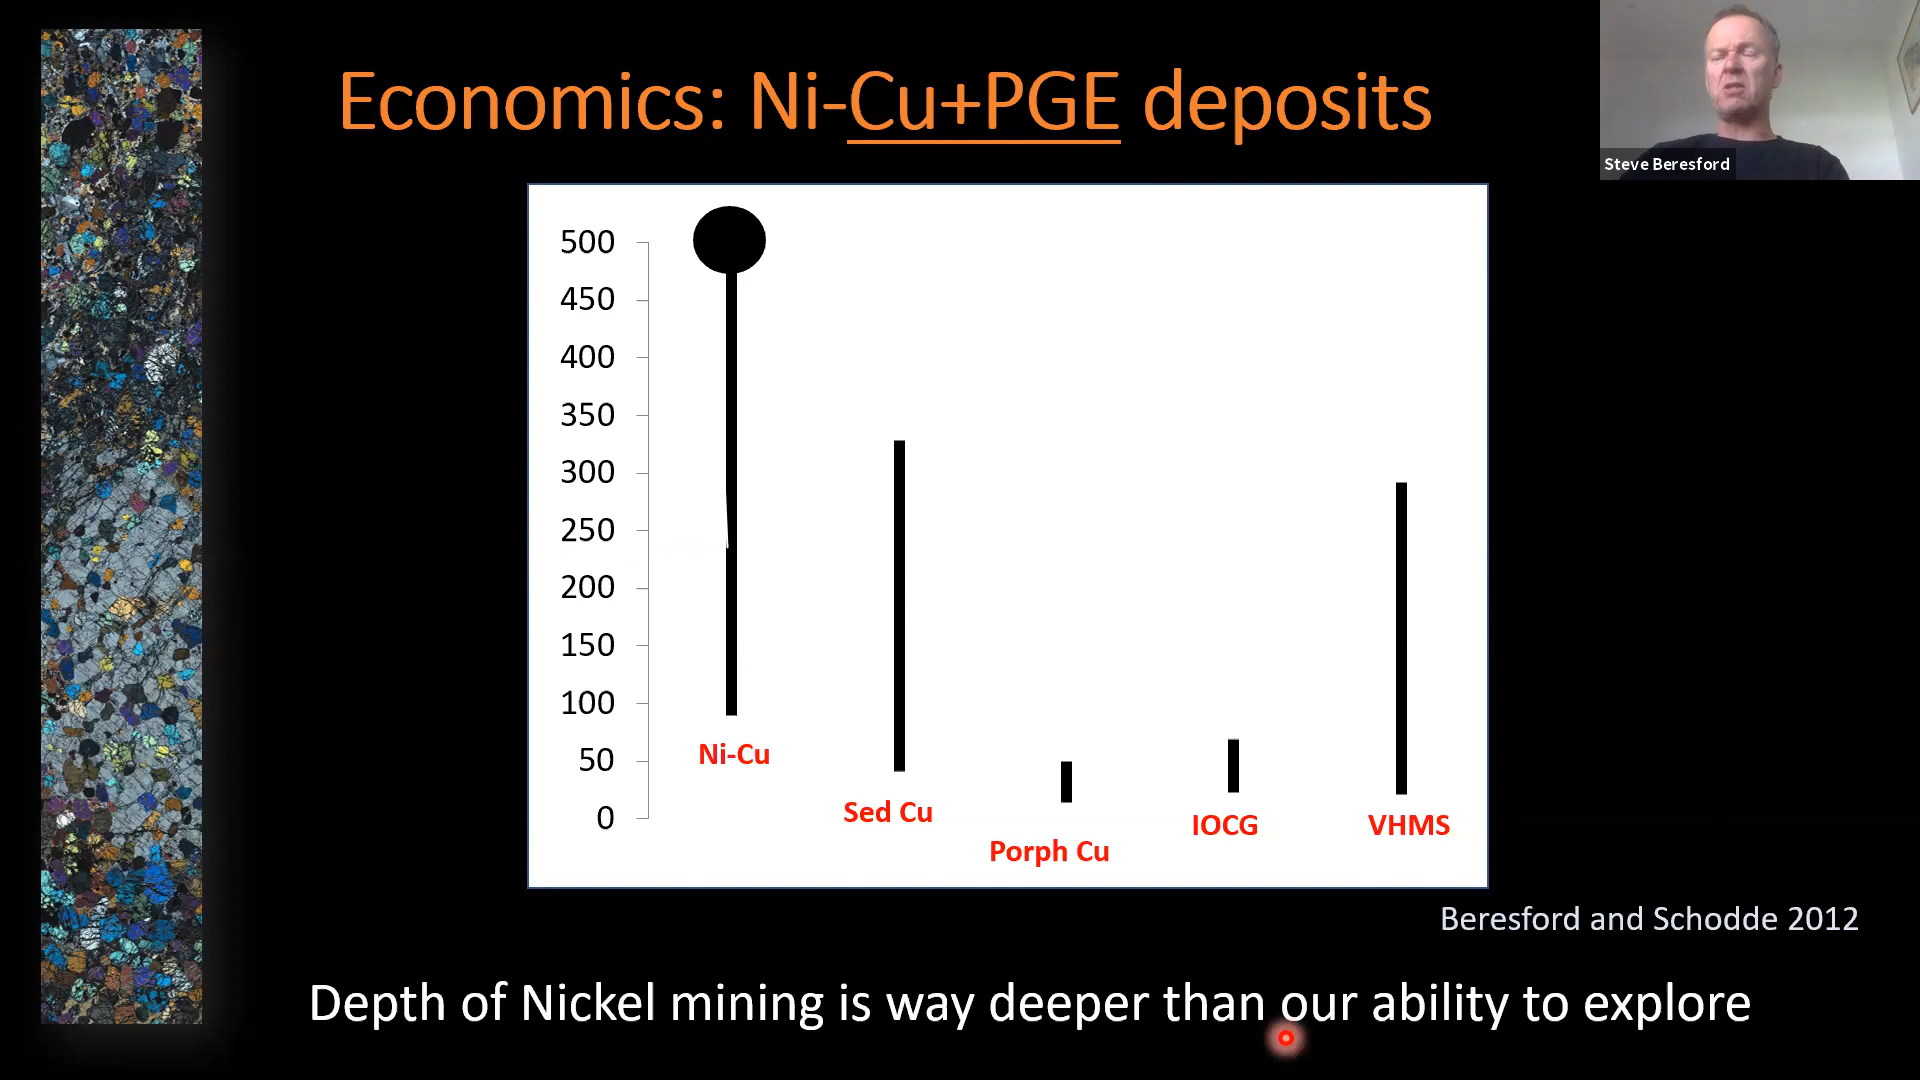 Economics: Ni-Cu+PGE deposits
Steve Beresford
500
450
400
350
300
250
200
150
100
50
0
Ni-Cu
Sed Cu
Porph Cu
IOCG
VHMS
Beresford and Schodde 2012
Depth of Nickel mining is way deeper than our ability to explore